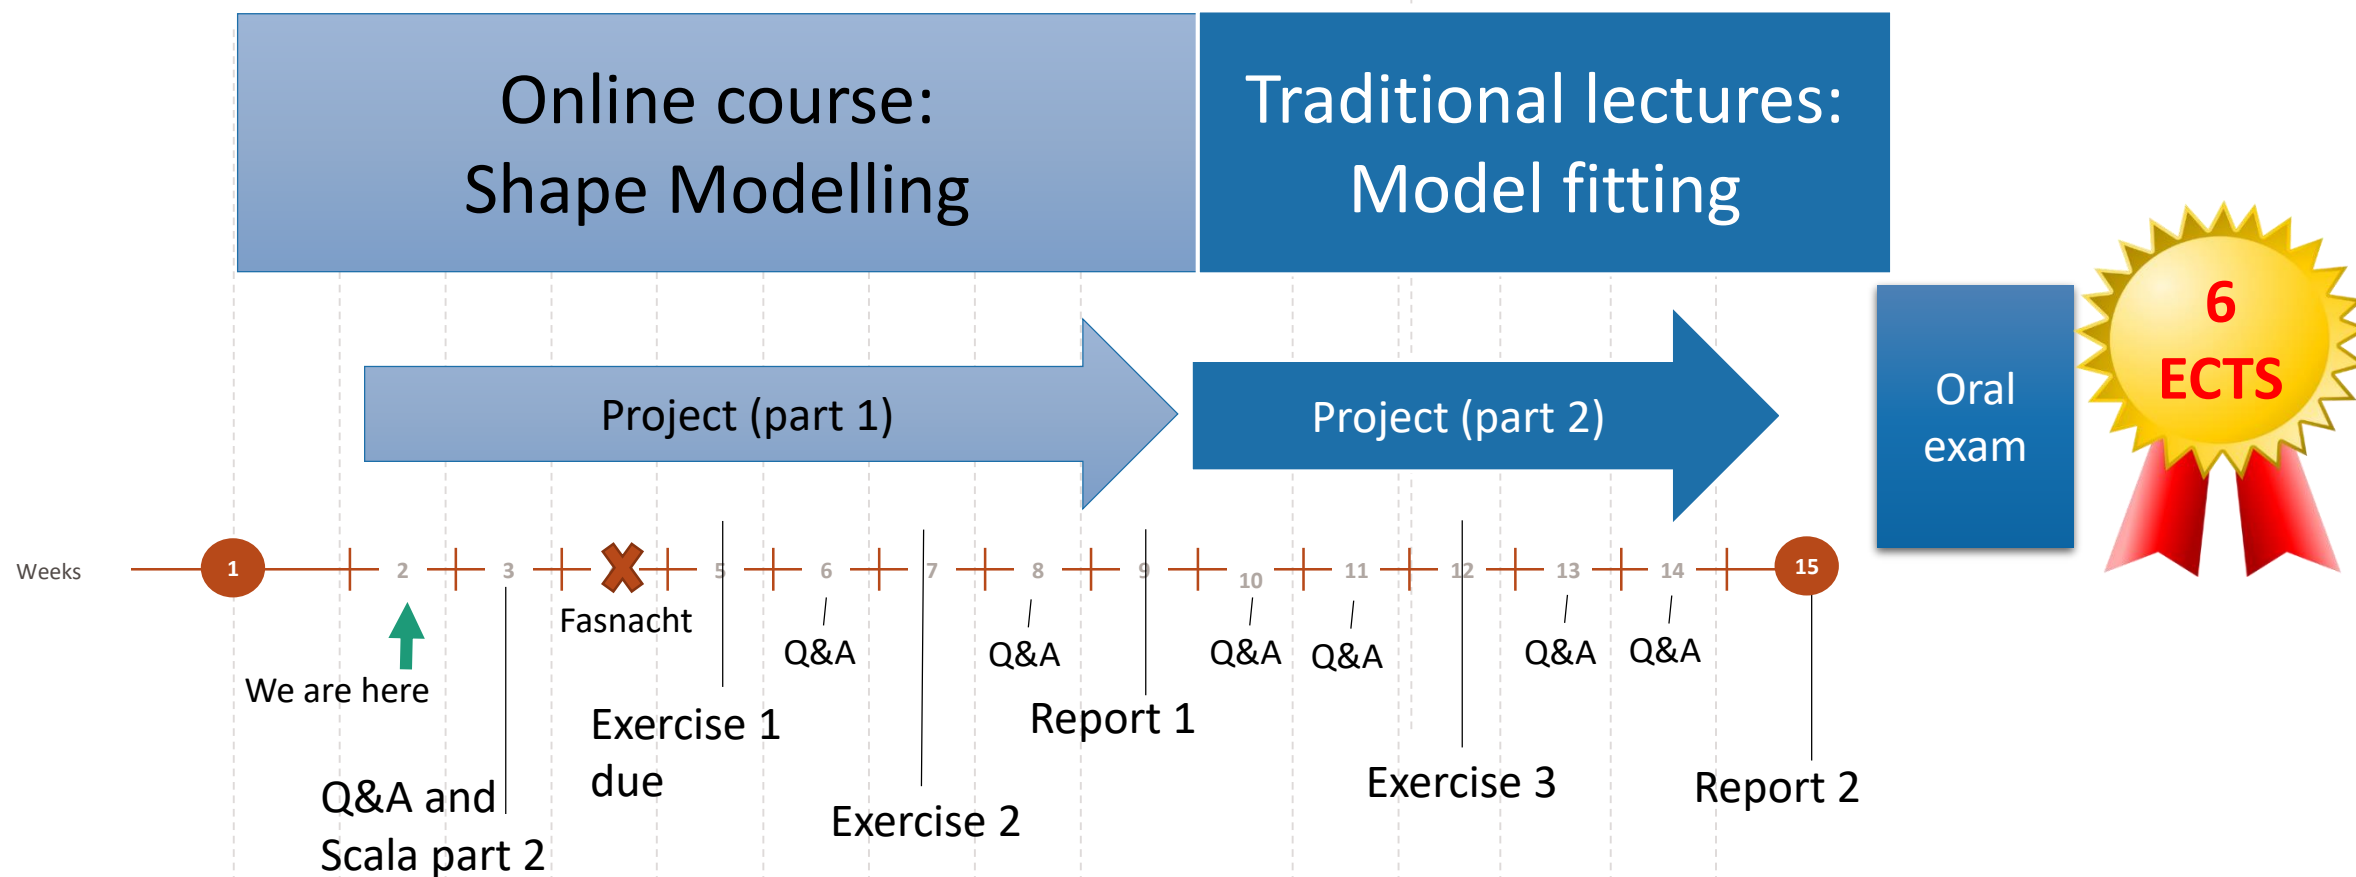 Online course:
Shape Modelling
Traditional lectures:
Model fitting
6
ECTS
Project (part 1)
Project (part 2)
Oral
exam
Weeks
1
2
3
5
6
7
8
9
10
11
12
13
14
15
Fasnacht
Q&A
Q&A
Q&A
Q&A
Q&A
Q&A
We are here
Exercise 1
due
Report 1
Q&A and
Scala part 2
Exercise 2
Exercise 3
Report 2